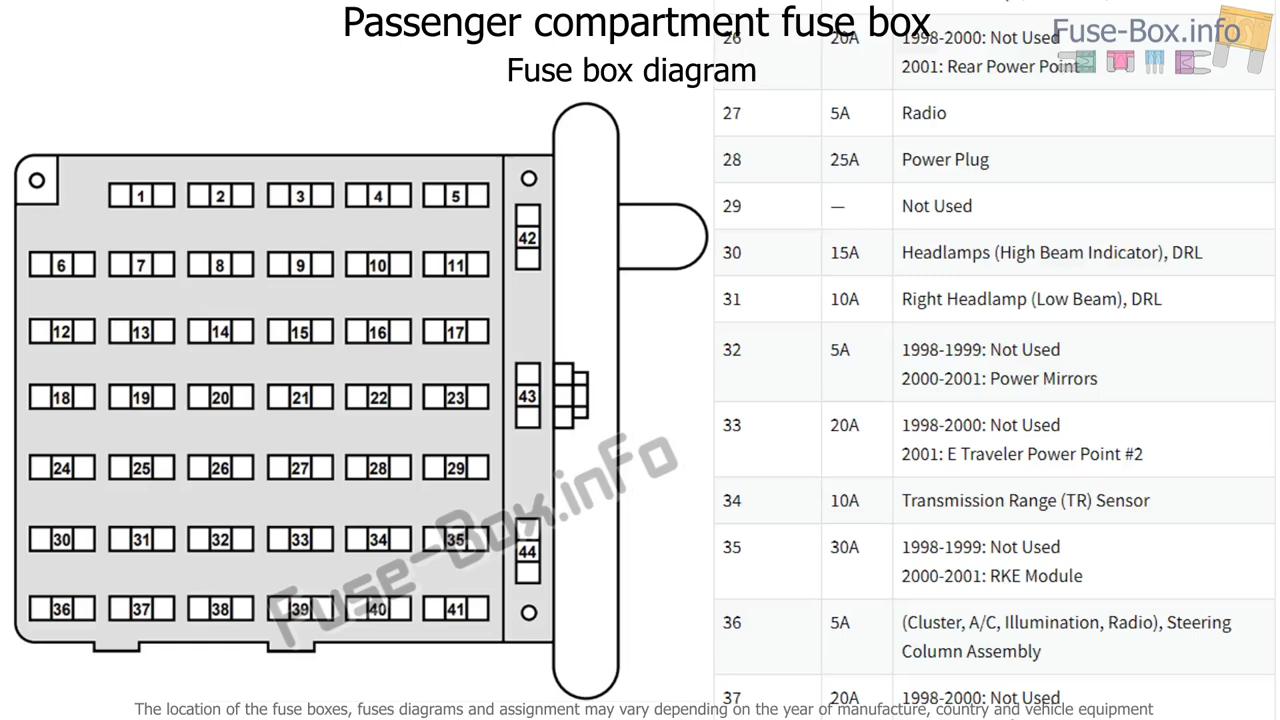 Passenger compartment fuse box
Fuse box diagram
Fuse-Box.info
26 20A 1998-2000: Not Used
2001: Rear Power Point
27 5A Radio
28 25A Power Plug
29 — Not Used
30 15A Headlamps (High Beam Indicator), DRL
31 10A Right Headlamp (Low Beam), DRL
32 5A 1998-1999: Not Used
2000-2001: Power Mirrors
33 20A 1998-2000: Not Used
2001: E Traveler Power Point #2
34 10A Transmission Range (TR) Sensor
35 30A 1998-1999: Not Used
2000-2001: RKE Module
36 5A (Cluster, A/C, Illumination, Radio), Steering
Column Assembly
37 20A 1998-2000: Not Used
1 2 3 4 5
42
6 7 8 9 10 11
12 13 14 15 16 17
18 19 20 21 22 23
43
24 25 26 27 28 29
30 31 32 33 34 35
44
36 37 38 39 40 41
Fuse-Box.inFo
The location of the fuse boxes, fuses diagrams and assignment may vary depending on the year of manufacture, country and vehicle equipment